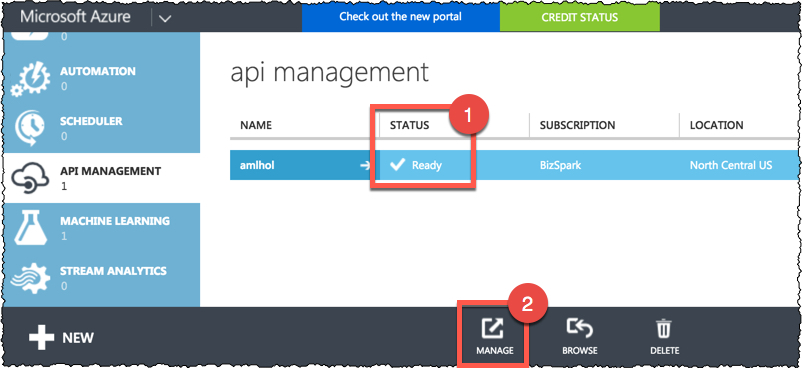 Microsoft Azure
Check out the new portal
CREDIT STATUS
0
AUTOMATION
0
SCHEDULER
0
API MANAGEMENT
1
MACHINE LEARNING
1
STREAM ANALYTICS
0
api management
1
NAME STATUS SUBSCRIPTION LOCATION
amlhol Ready BizSpark North Central US
2
NEW
MANAGE BROWSE DELETE